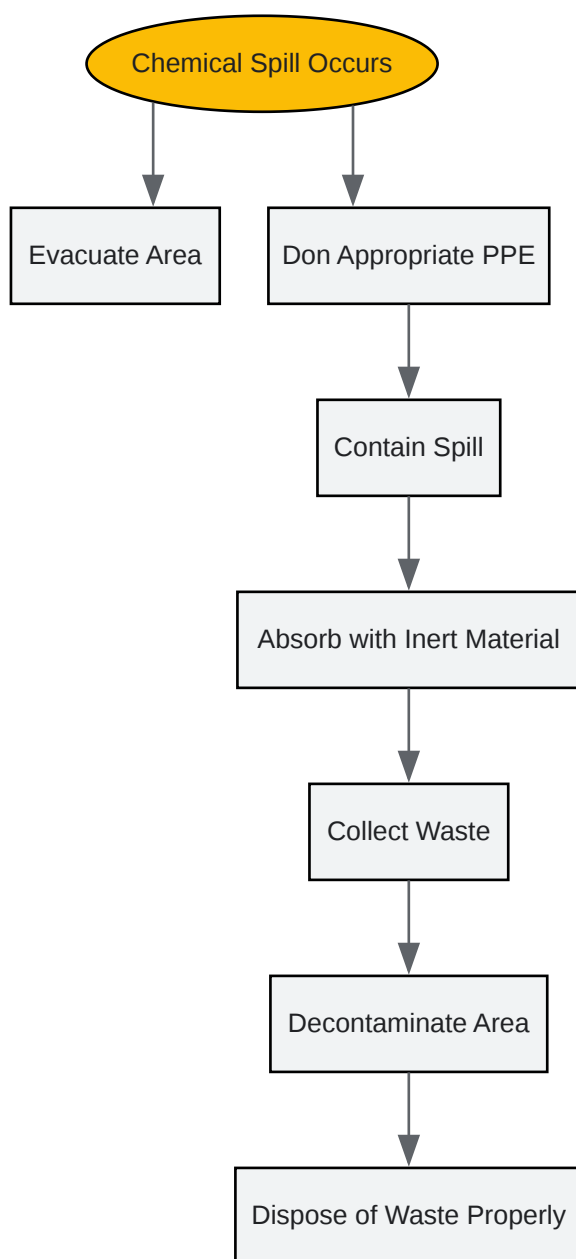 Chemical Spill Occurs
Evacuate Area
Don Appropriate PPE
Contain Spill
Absorb with Inert Material
Collect Waste
Decontaminate Area
Dispose of Waste Properly